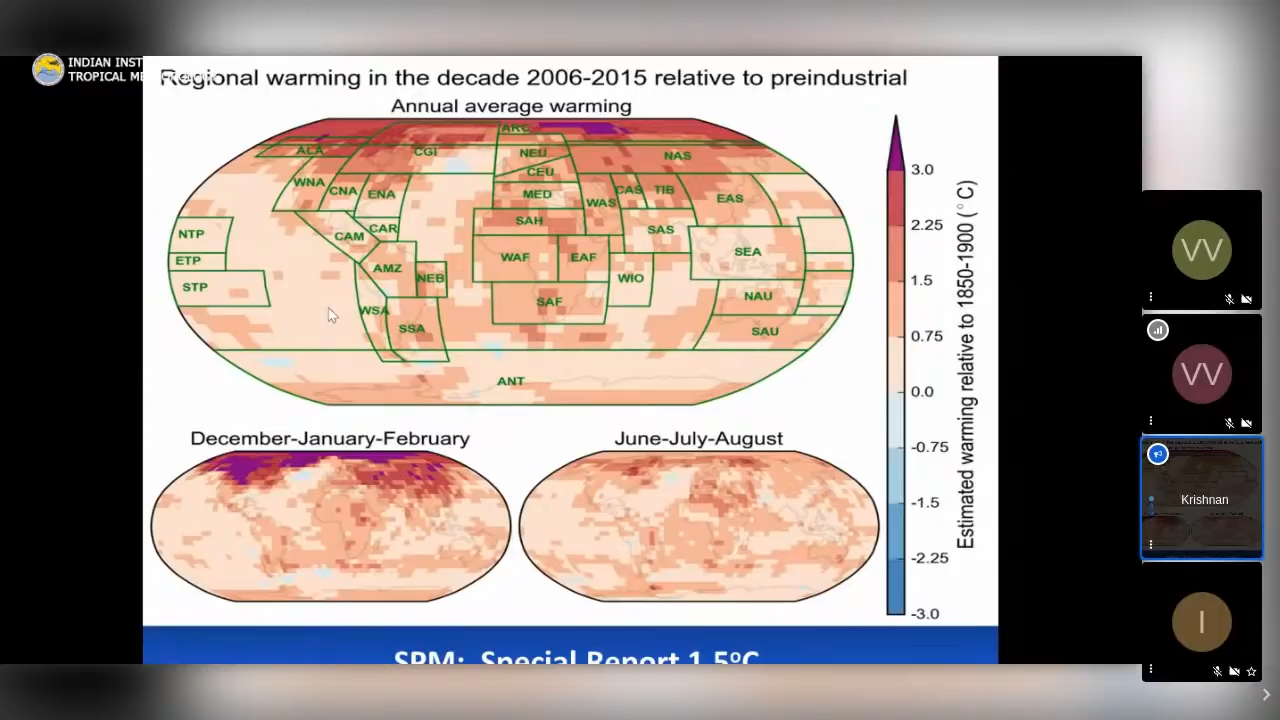 INDIAN INST
TROPICAL ME
Regional warming in the decade 2006-2015 relative to preindustrial
Annual average warming
ARC
ALA
CGI
NEU
NAS
CEU
WNA
CNA
ENA
MED
WAS
CAS
TIB
EAS
NTP
CAM
CAR
SAH
SAS
ETP
AMZ
WAF
EAF
SEA
STP
NEB
WIO
WSA
SSA
SAF
NAU
SAU
ANT
December-January-February
June-July-August
3.0
2.25
1.5
0.75
0.0
-0.75
-1.5
-2.25
-3.0
Estimated warming relative to 1850-1900 (°C)
SPM: Special Report 1.5°C
VV
VV
Krishnan
I